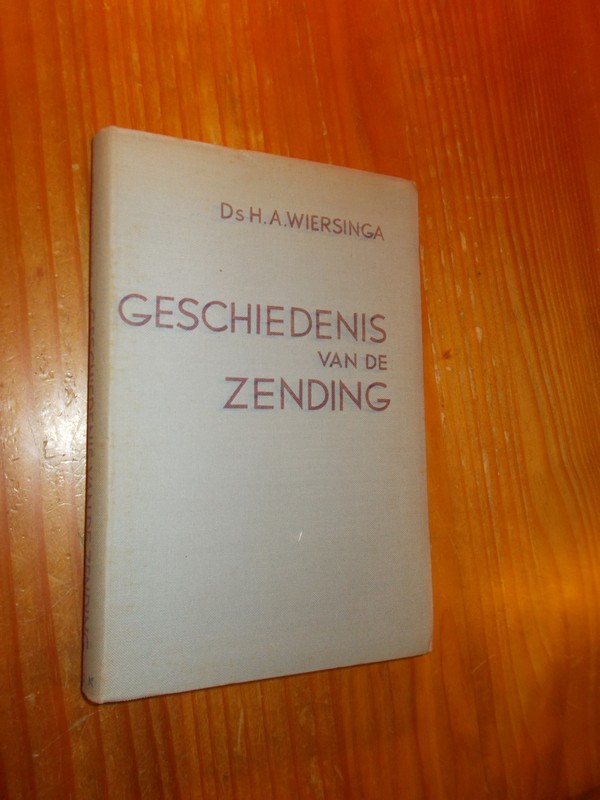 Ds H.A.WIERSINGA
GESCHIEDENIS
VAN DE
ZENDING